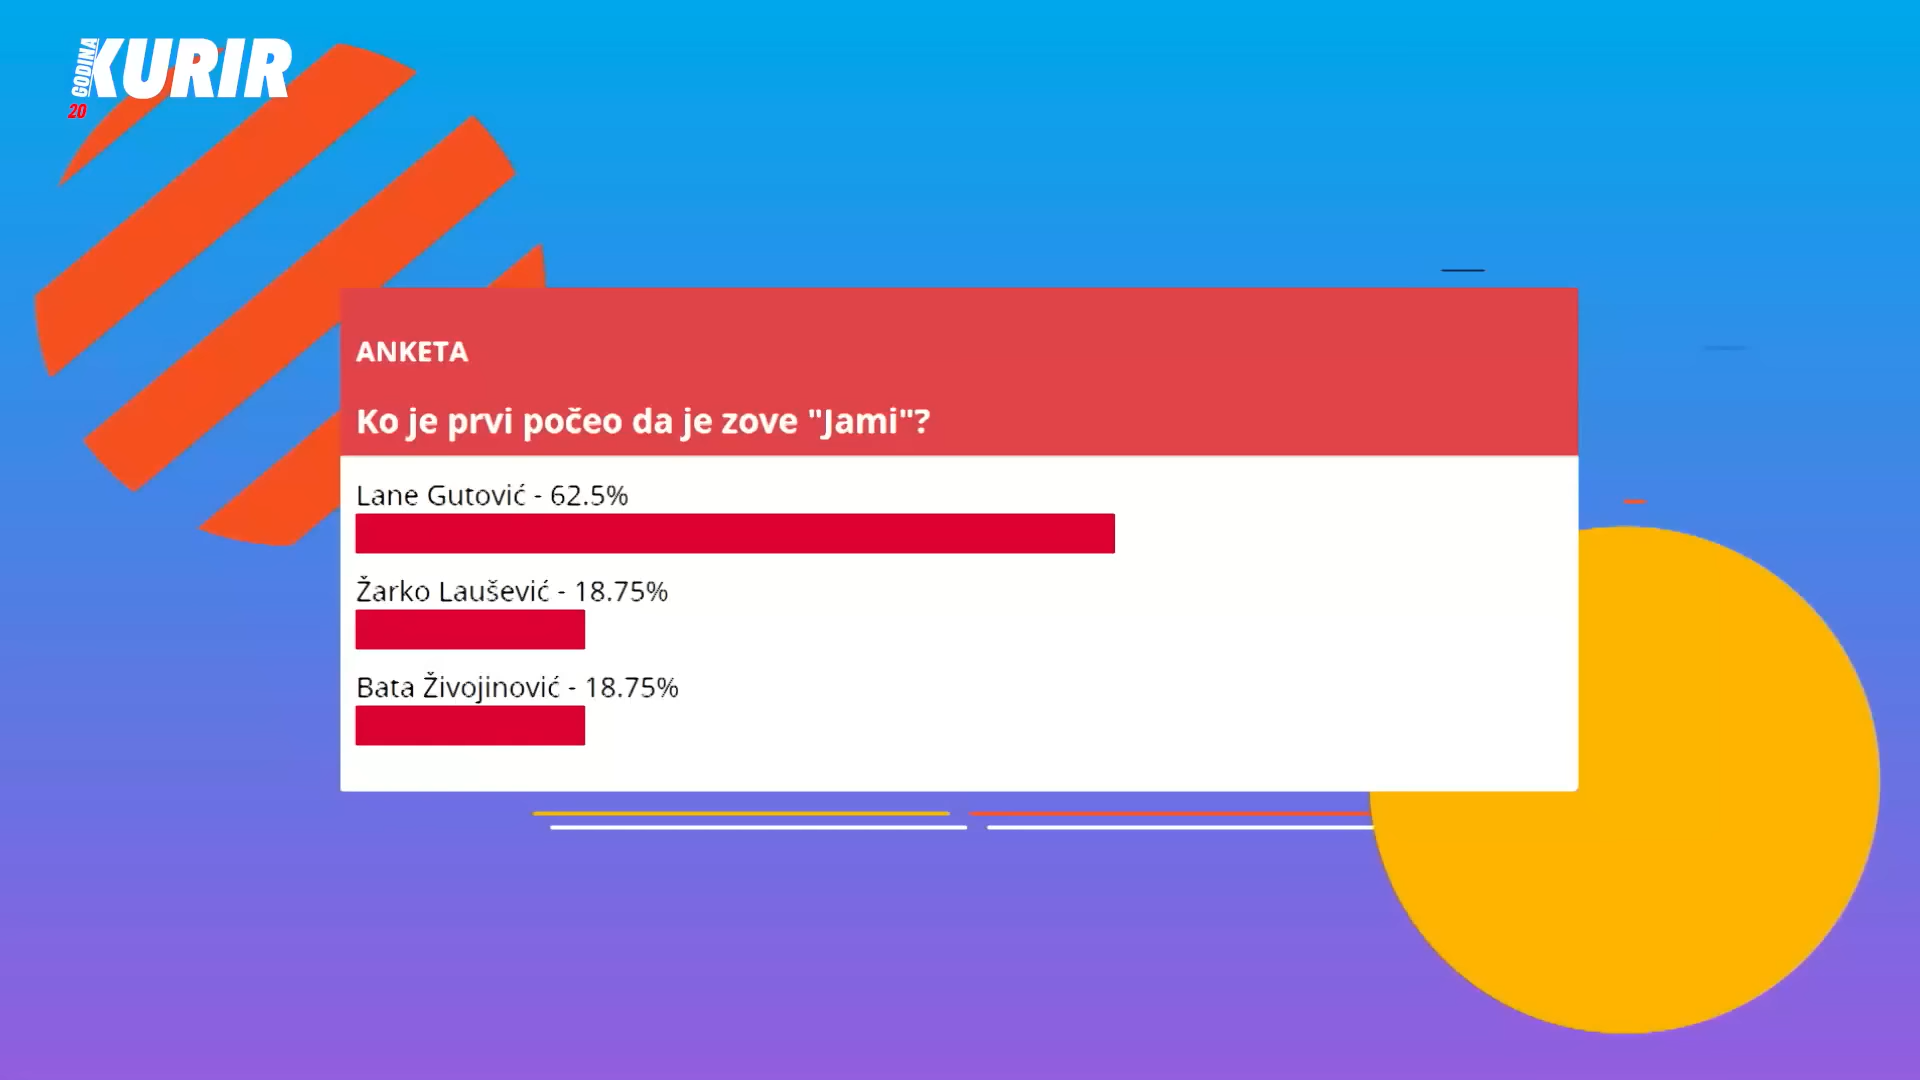 GODINA
KURIR
20
ANKETA
Ko je prvi počeo da je zove "Jami"?
Lane Gutović - 62.5%
Žarko Laušević - 18.75%
Bata Živojinović - 18.75%